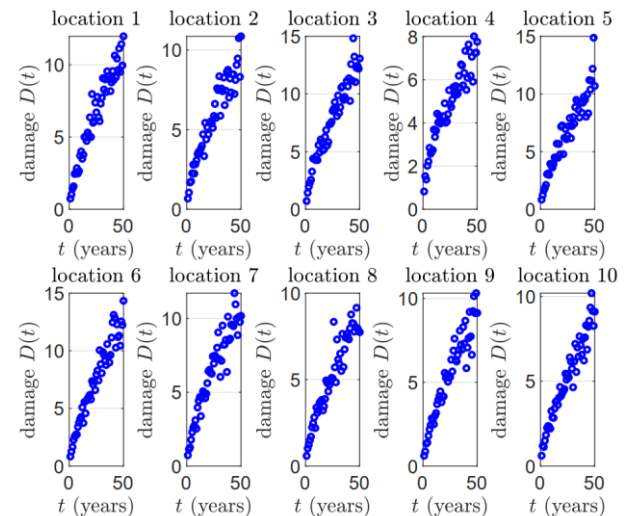 location 1 location 2 location 3 location 4 location 5
damage D(t) damage D(t) damage D(t) damage D(t) damage D(t)
10 10 15 8 15
5 5 10 6 10
0 0 5 4 5
0 2 0
0
0 50 0 50 0 50 0 50 0 50
t (years) t (years) t (years) t (years) t (years)
location 6 location 7 location 8 location 9 location 10
damage D(t) damage D(t) damage D(t) damage D(t) damage D(t)
15 10 10 10 10
10 5 5 5 5
5 0 0 0 0
0
0 50 0 50 0 50 0 50 0 50
t (years) t (years) t (years) t (years) t (years)